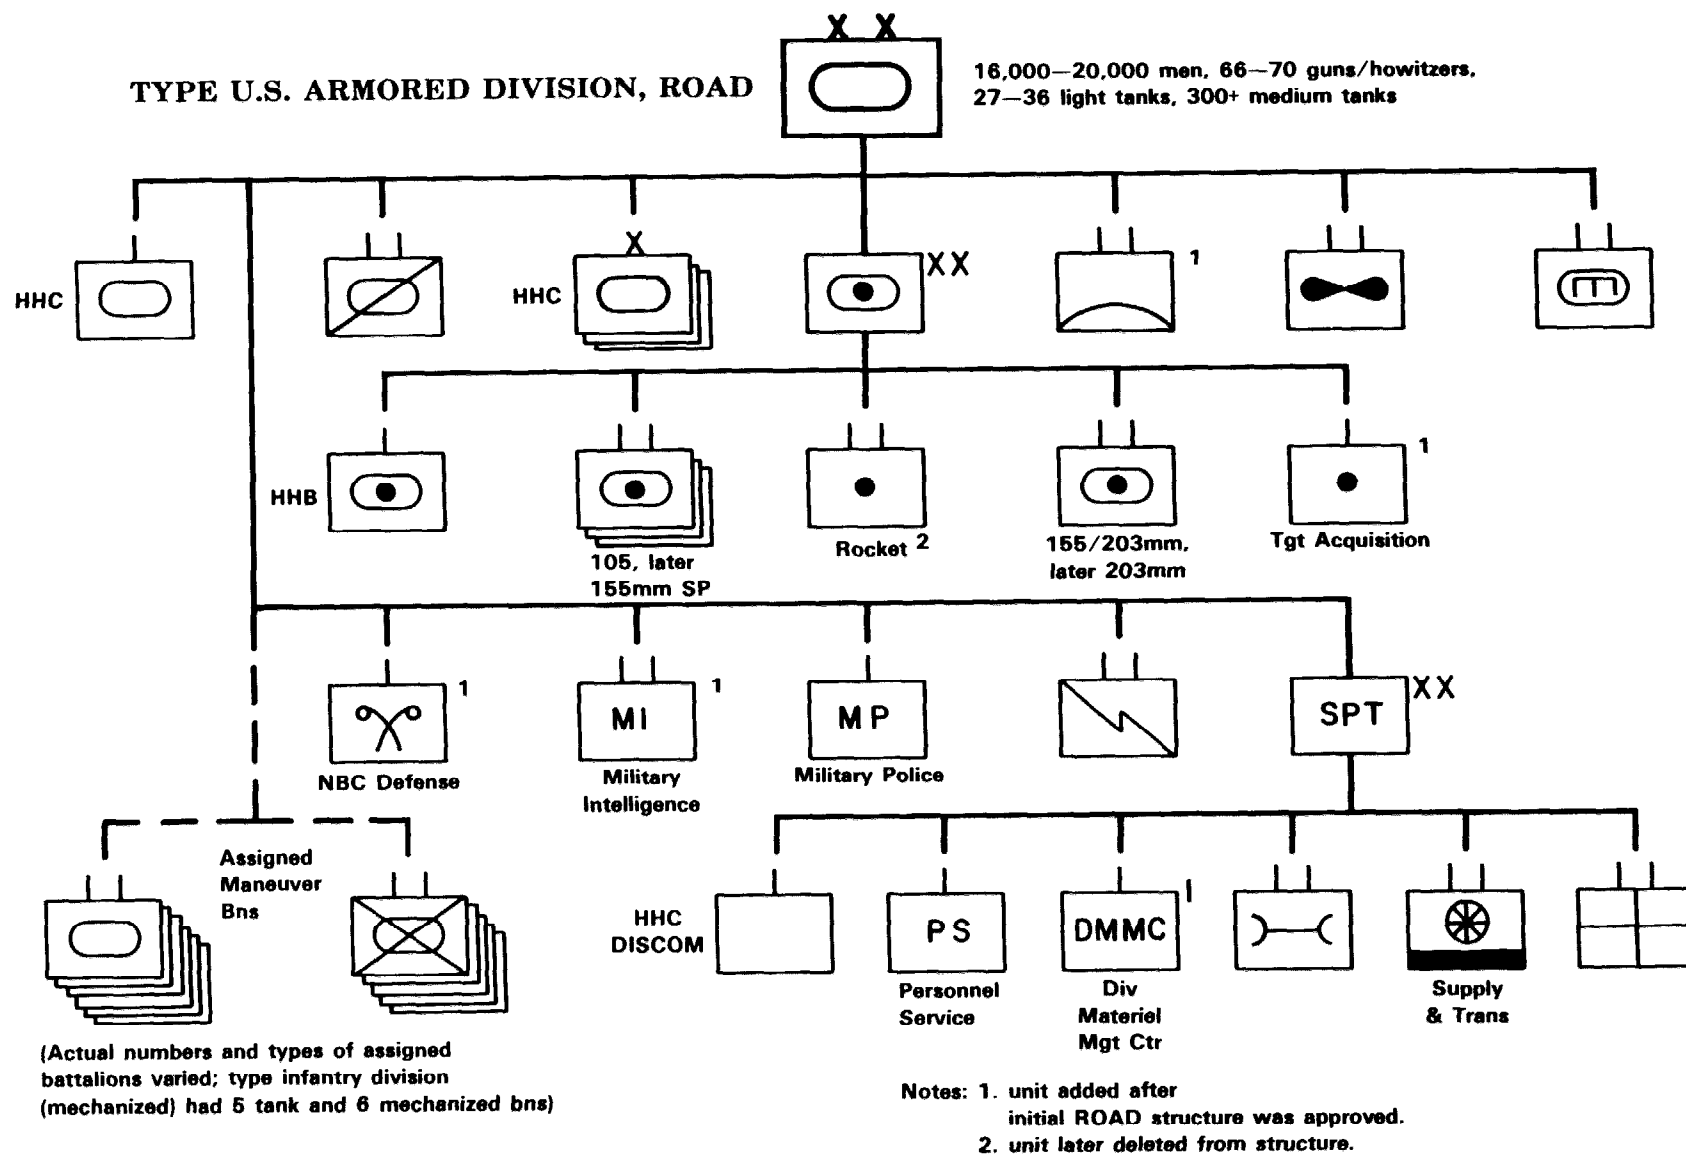 X X
TYPE U.S. ARMORED DIVISION, ROAD
16,000—20,000 men, 66—70 guns/howitzers,
27—36 light tanks, 300+ medium tanks
HHC
X
HHC
XX
1
HHB
105, later
155mm SP
Rocket 2
155/203mm,
later 203mm
1
Tgt Acquisition
1
NBC Defense
MI
1
Military
Intelligence
MP
Military Police
SPT
XX
Assigned
Maneuver
Bns
HHC
DISCOM
PS
Personnel
Service
DMMC
1
Div
Materiel
Mgt Ctr
Supply
& Trans
(Actual numbers and types of assigned
battalions varied; type infantry division
(mechanized) had 5 tank and 6 mechanized bns)
Notes: 1. unit added after
initial ROAD structure was approved.
2. unit later deleted from structure.